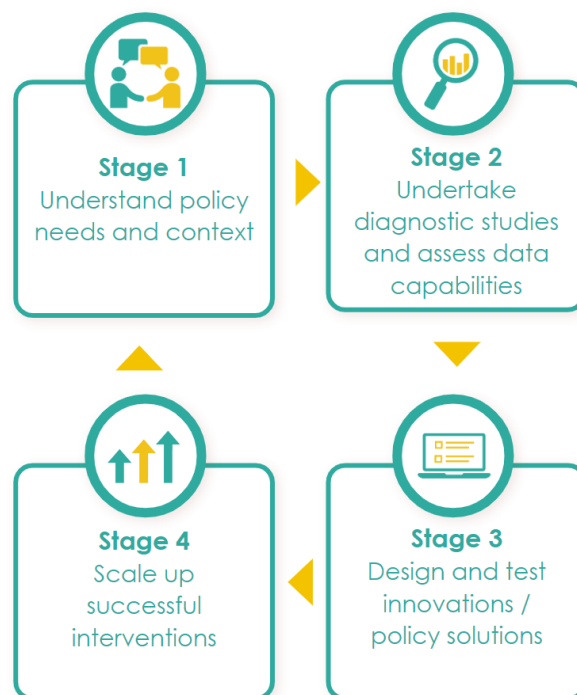 Stage 1
Understand policy
needs and context
Stage 2
Undertake
diagnostic studies
and assess data
capabilities
Stage 3
Design and test
innovations /
policy solutions
Stage 4
Scale up
successful
interventions